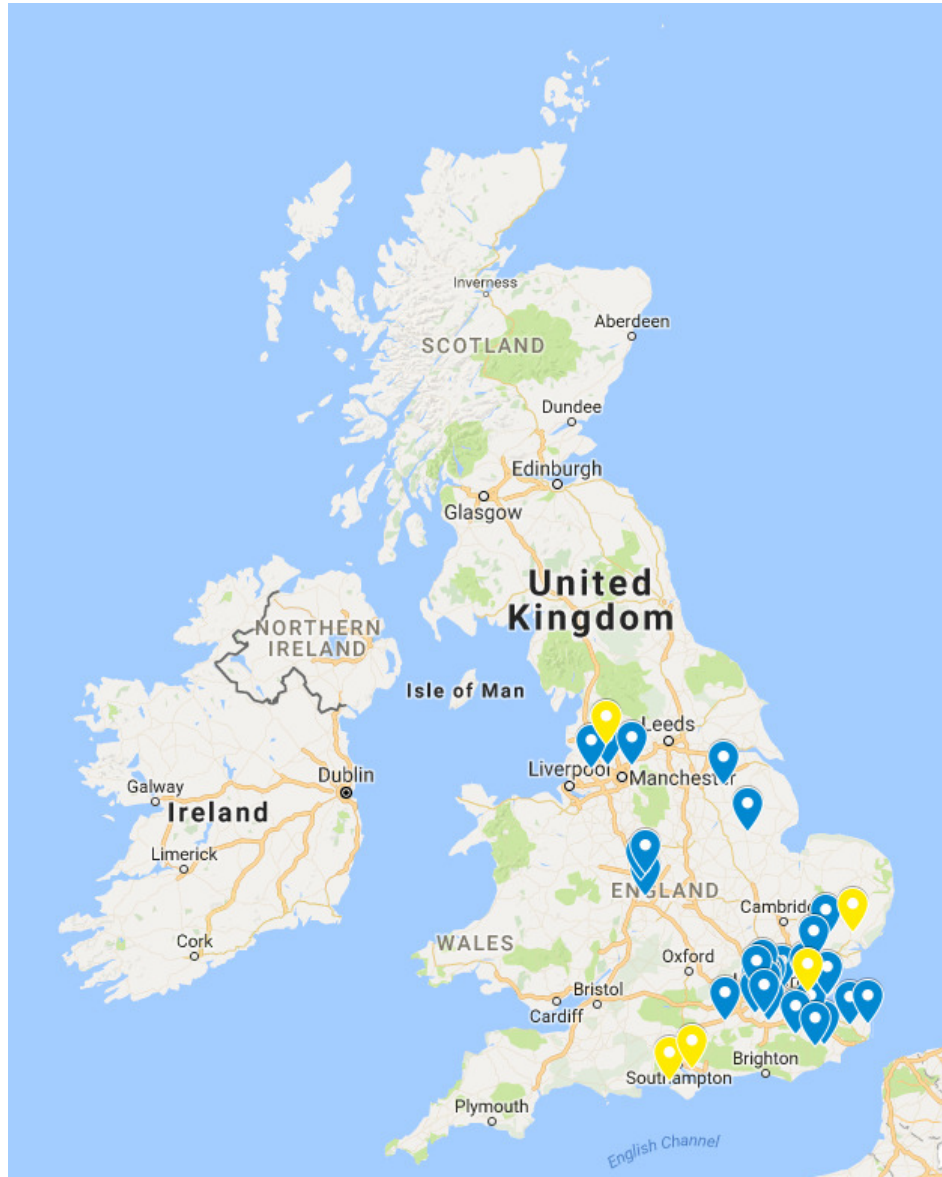 Inverness
Aberdeen
SCOTLAND
Dundee
Edinburgh
Glasgow
United
Kingdom
NORTHERN
IRELAND
Isle of Man
Leeds
Liverpool
Manchester
Dublin
Galway
Ireland
Limerick
ENGLAND
Cork
WALES
Oxford
Bristol
Cardiff
Brighton
Southampton
Plymouth
English Channel